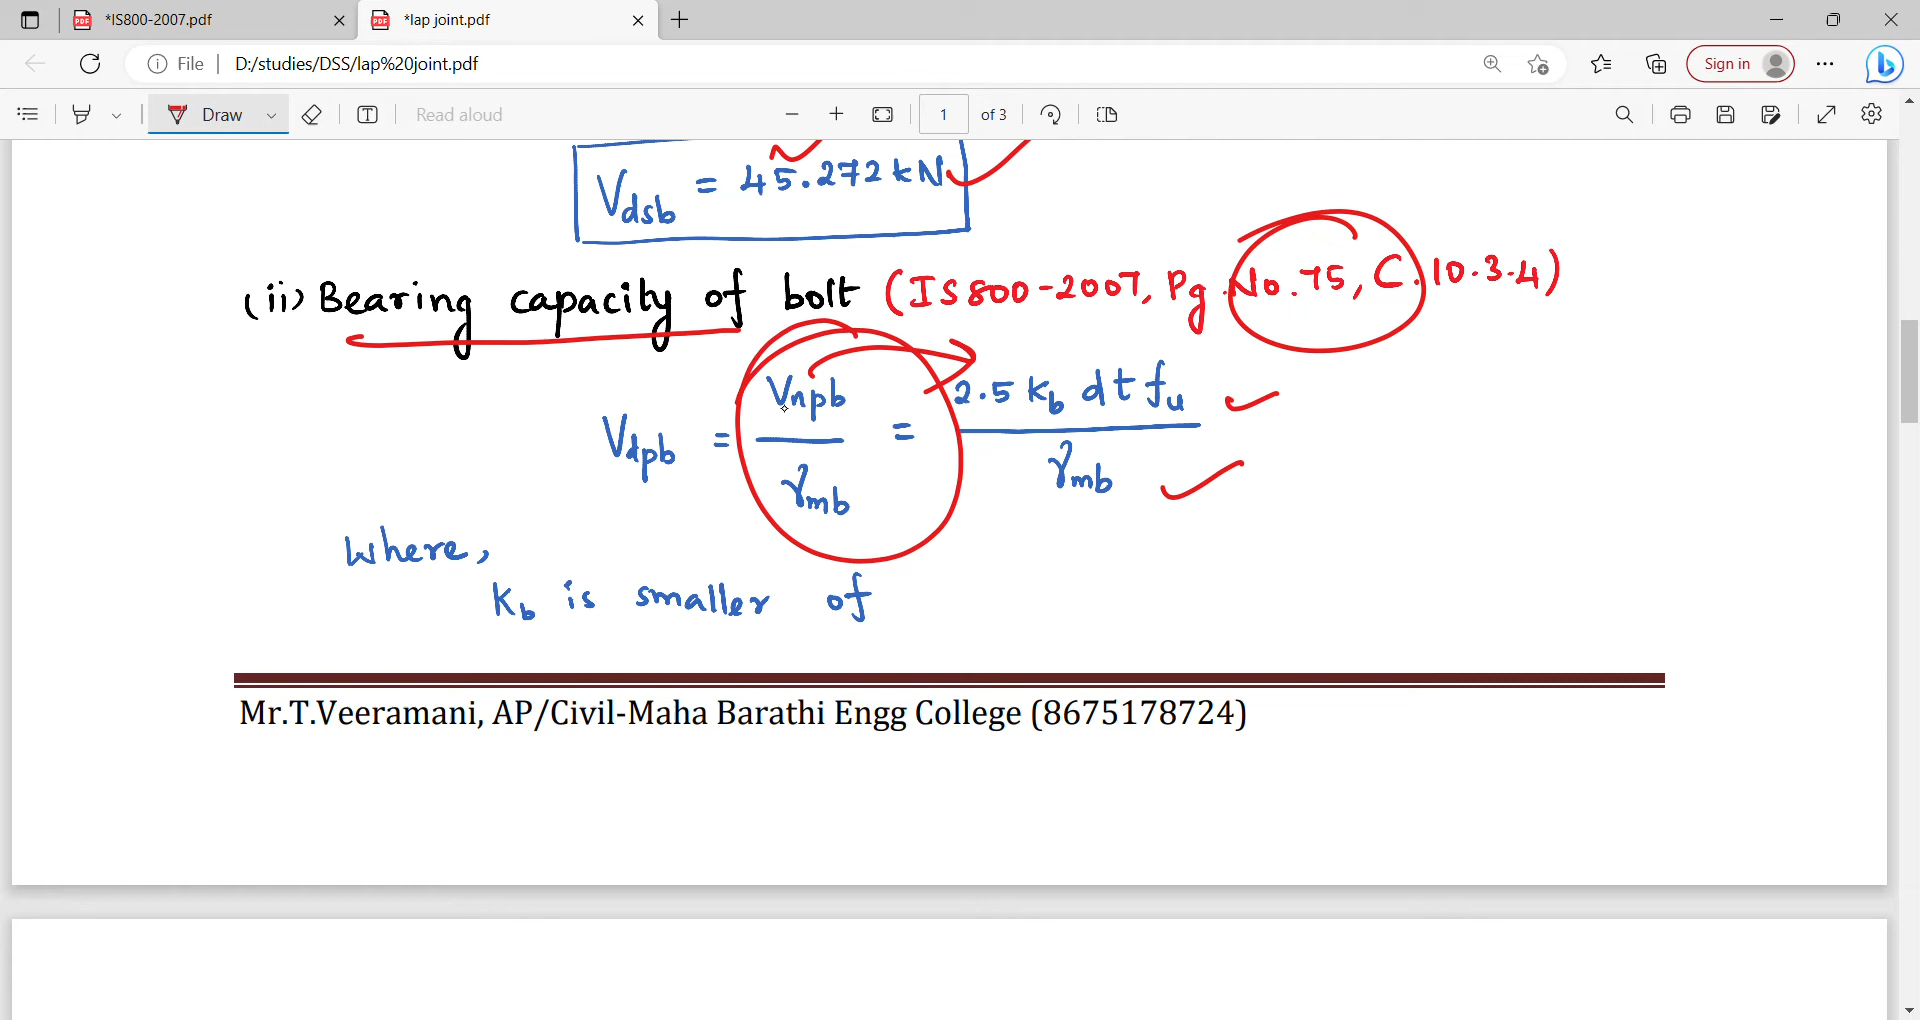 *IS800-2007.pdf
*lap joint.pdf
File D:/studies/DSS/lap%20joint.pdf
Sign in
Draw
Read aloud
1 of 3
Vdsb = 45.272 kN
(ii) Bearing capacity of bolt (IS800-2007, Pg.No.75, C.10.3.4)
Vdpb = Vnpb / γmb = 2.5 kb dt fu / γmb
Where,
Kb is smaller of
Mr.T.Veeramani, AP/Civil-Maha Barathi Engg College (8675178724)